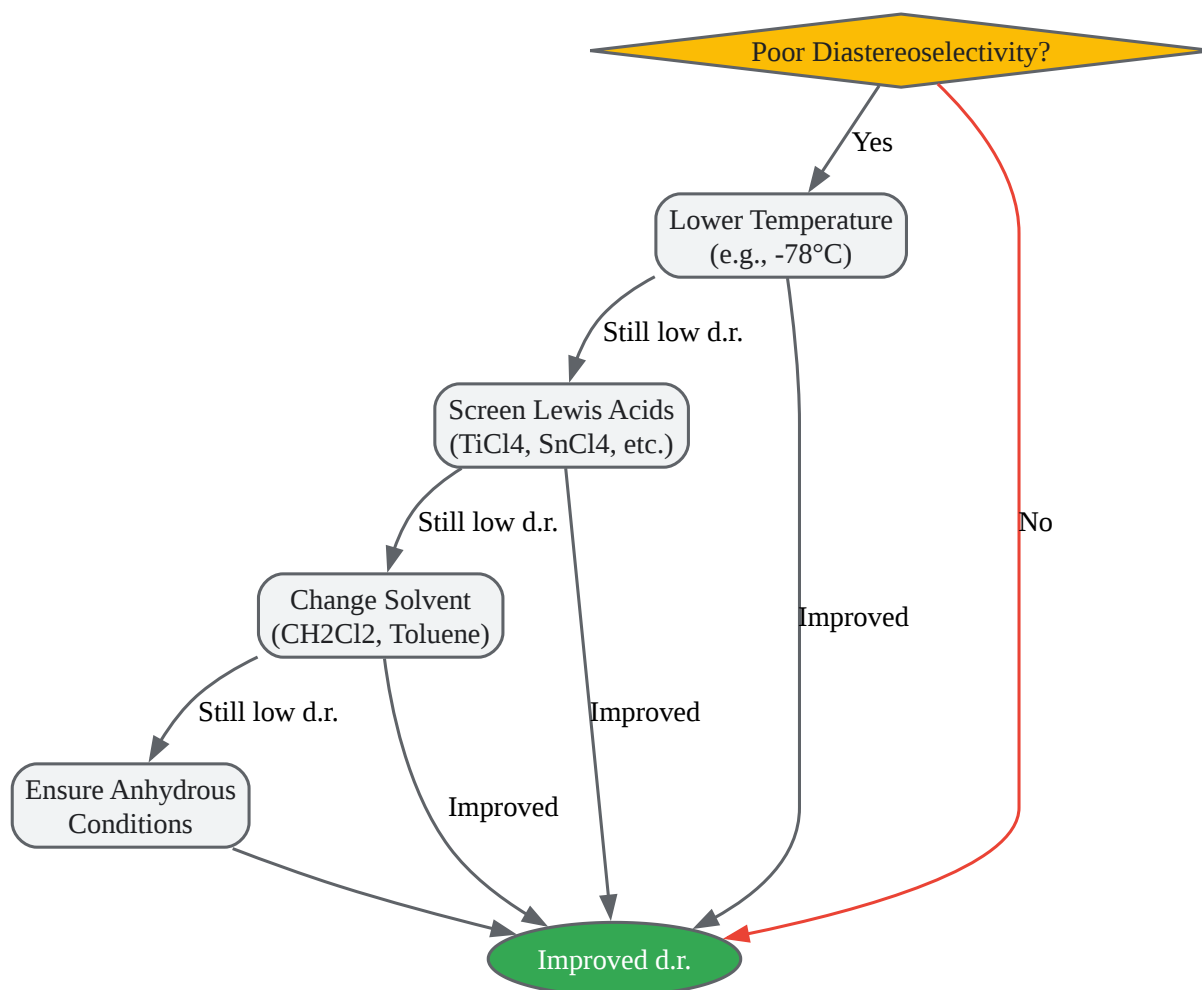 Poor Diastereoselectivity?
Yes
Lower Temperature
(e.g., -78°C)
Still low d.r.
Screen Lewis Acids
(TiCl4, SnCl4, etc.)
Still low d.r.
No
Change Solvent
(CH2Cl2, Toluene)
Improved
Still low d.r.
Improved
Ensure Anhydrous
Conditions
Improved
Improved d.r.